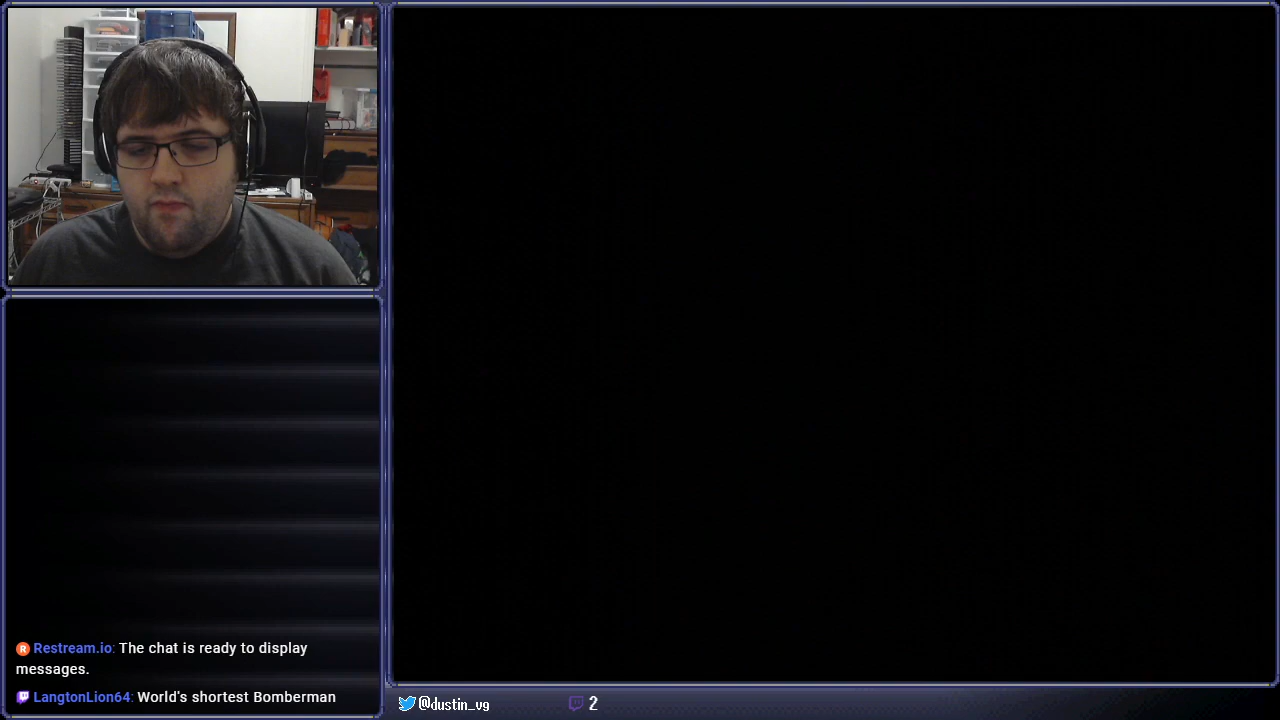 Restream.io: The chat is ready to display
messages.
LangtonLion64: World's shortest Bomberman
@dustin_vg
2